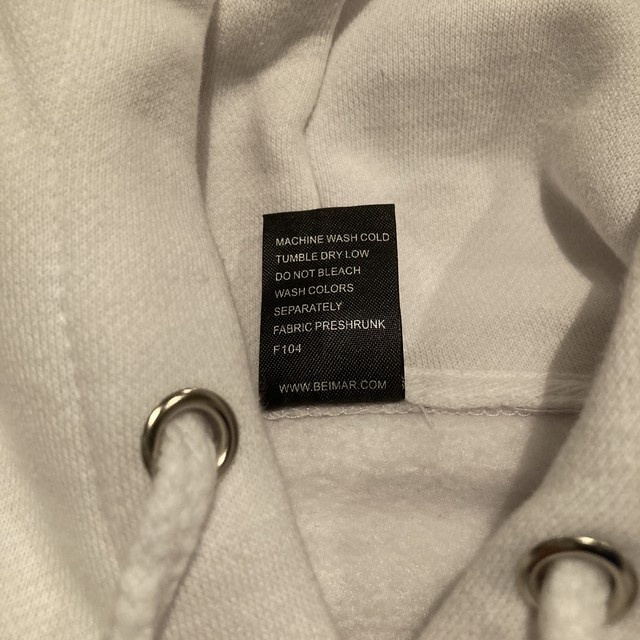 MACHINE WASH COLD
TUMBLE DRY LOW
DO NOT BLEACH
WASH COLORS
SEPARATELY
FABRIC PRESHRUNK
F104
WWW.BEIMAR.COM